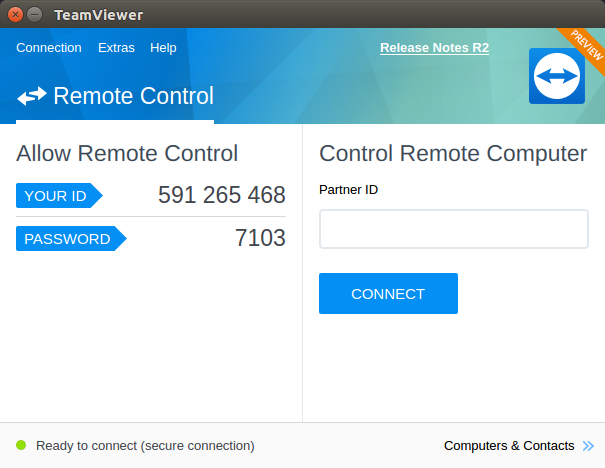 TeamViewer
Connection Extras Help Release Notes R2
PREVIEW
Remote Control
Allow Remote Control
YOUR ID 591 265 468
PASSWORD 7103
Control Remote Computer
Partner ID
CONNECT
Ready to connect (secure connection)
Computers & Contacts